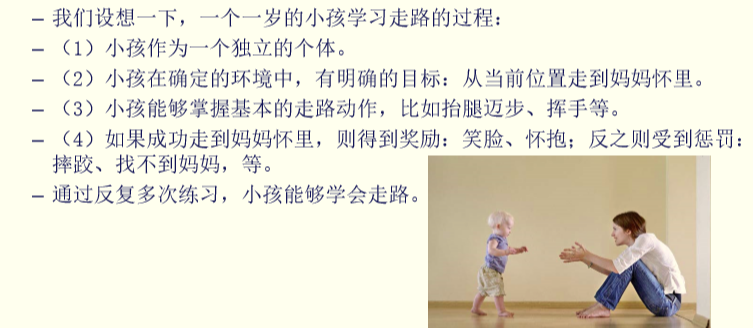 – 我们设想一下，一个一岁的小孩学习走路的过程：
– （1）小孩作为一个独立的个体。
– （2）小孩在确定的环境中，有明确的目标：从当前位置走到妈妈怀里。
– （3）小孩能够掌握基本的走路动作，比如抬腿迈步、挥手等。
– （4）如果成功走到妈妈怀里，则得到奖励：笑脸、怀抱；反之则受到惩罚：
摔跤、找不到妈妈，等。
– 通过反复多次练习，小孩能够学会走路。